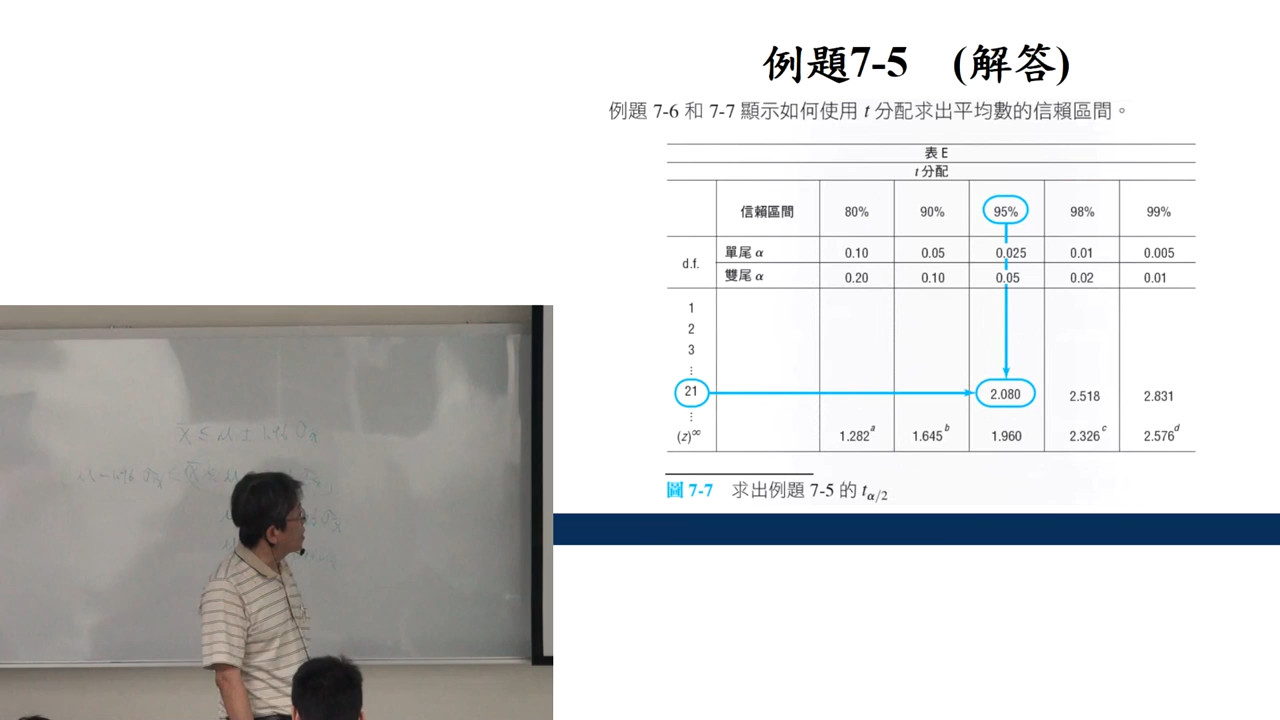 例題7-5 (解答)
例題 7-6 和 7-7 顯示如何使用 t 分配求出平均數的信賴區間。
表 E
t 分配
信賴區間 80% 90% 95% 98% 99%
d.f.
單尾 α 0.10 0.05 0.025 0.01 0.005
雙尾 α 0.20 0.10 0.05 0.02 0.01
1
2
3
⋮
21 2.080 2.518 2.831
⋮
(z)∞ 1.282a 1.645b 1.960 2.326c 2.576d
圖 7-7 求出例題 7-5 的 tα/2